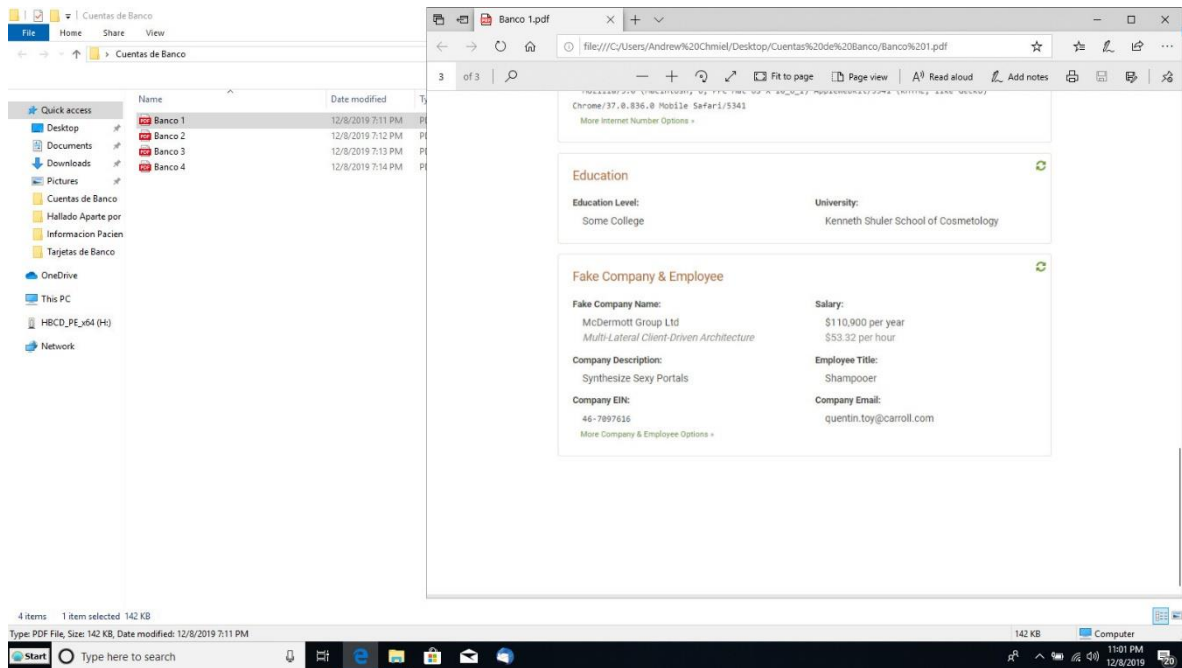 Cuentas de Banco
File Home Share View
Cuentas de Banco
Name Date modified
Quick access
Desktop
Documents
Downloads
Pictures
Cuentas de Banco
Hallado Aparte por
Informacion Pacien
Tarjetas de Banco
OneDrive
This PC
HBCD_PE_x64 (H:)
Network
Banco 1 12/8/2019 7:11 PM
Banco 2 12/8/2019 7:12 PM
Banco 3 12/8/2019 7:13 PM
Banco 4 12/8/2019 7:14 PM
Banco 1.pdf
file:///C:/Users/Andrew%20Chmiel/Desktop/Cuentas%20de%20Banco/Banco%201.pdf
3 of 3 Fit to page Page view Read aloud Add notes
Chrome/37.0.836.0 Mobile Safari/5341
More Internet Number Options »
Education
Education Level: University:
Some College Kenneth Shuler School of Cosmetology
Fake Company & Employee
Fake Company Name: Salary:
McDermott Group Ltd $110,900 per year
Multi-Lateral Client-Driven Architecture $53.32 per hour
Company Description: Employee Title:
Synthesize Sexy Portals Shampooer
Company EIN: Company Email:
46-7097616 quentin.toy@carroll.com
More Company & Employee Options »
4 items 1 item selected 142 KB
Type: PDF File, Size: 142 KB, Date modified: 12/8/2019 7:11 PM 142 KB Computer
Start Type here to search 11:01 PM
12/8/2019 20